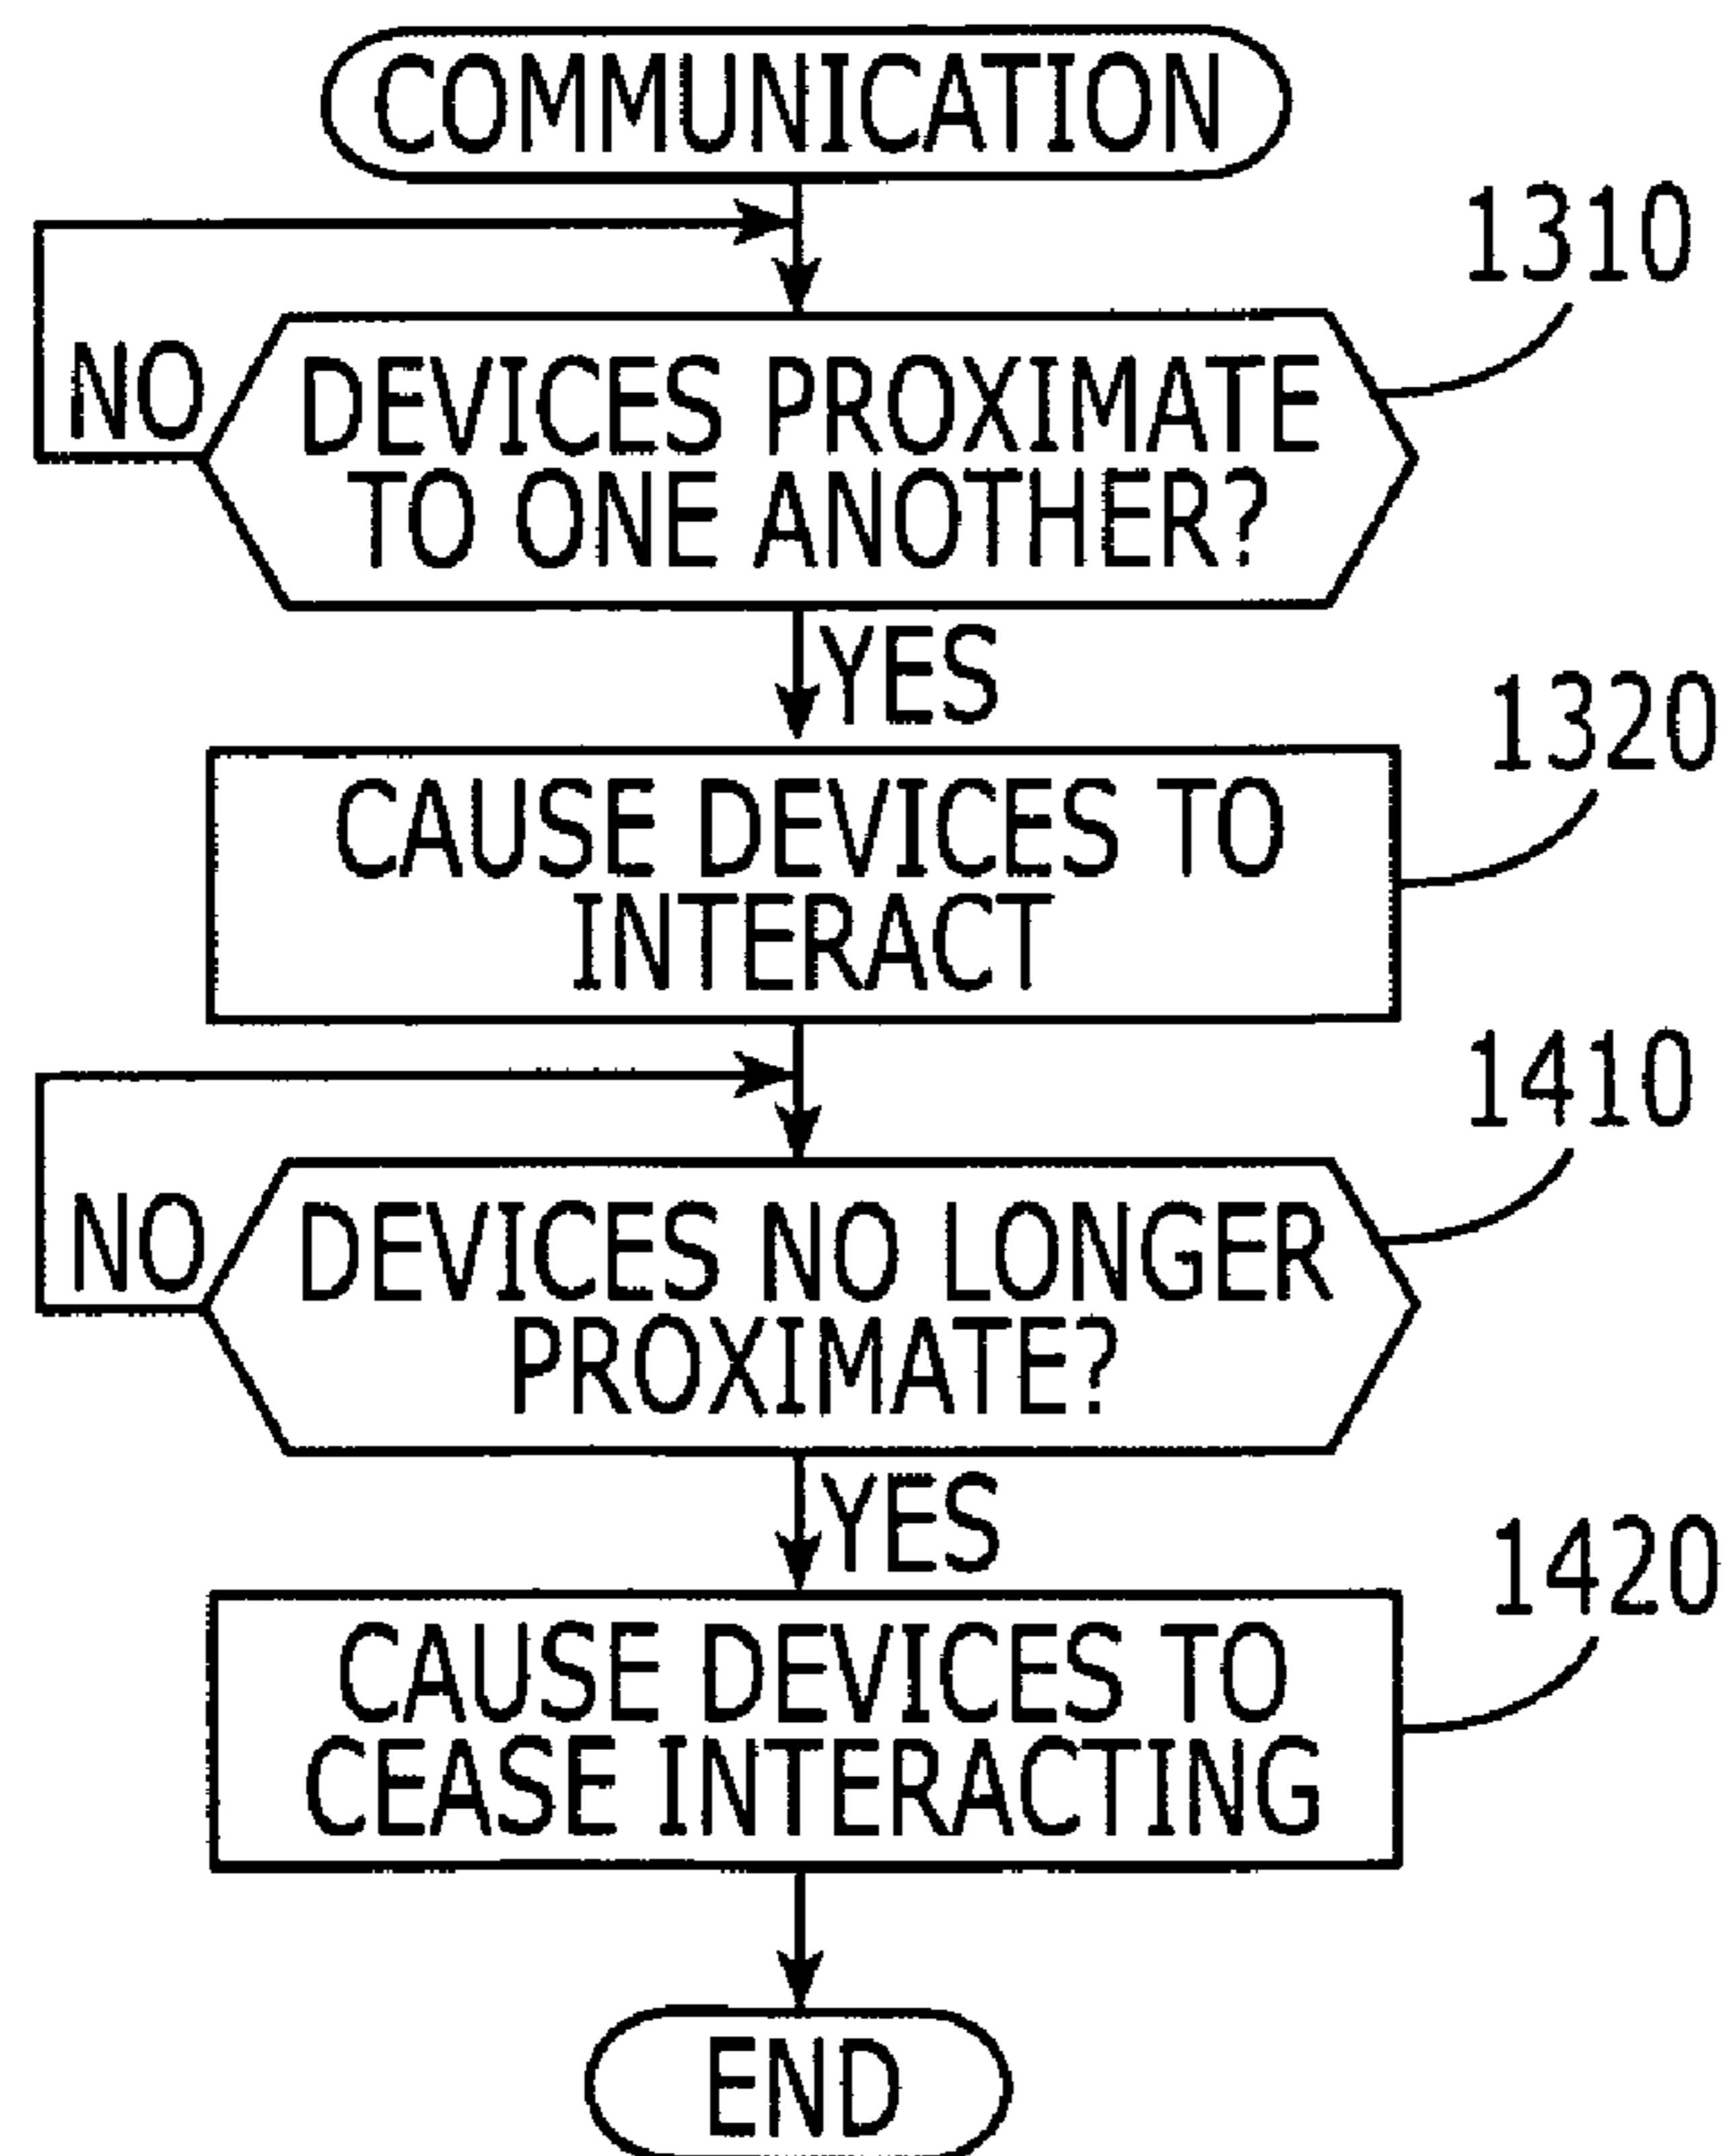 COMMUNICATION
1310
NO
DEVICES PROXIMATE
TO ONE ANOTHER?
YES
1320
CAUSE DEVICES TO
INTERACT
1410
NO
DEVICES NO LONGER
PROXIMATE?
YES
1420
CAUSE DEVICES TO
CEASE INTERACTING
END